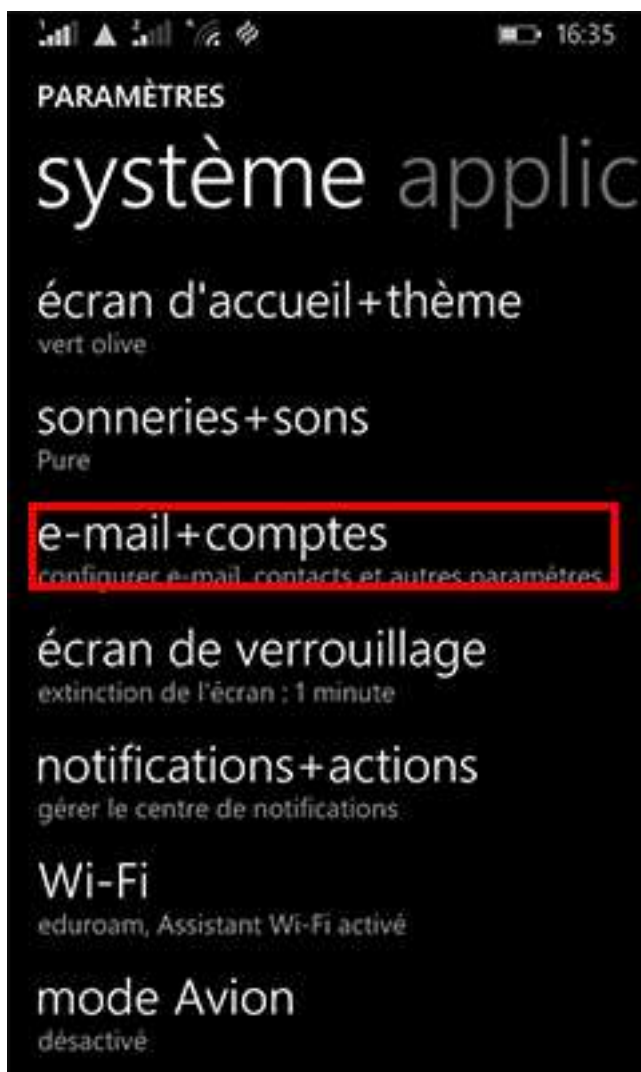 16:35
PARAMÈTRES
système applic
écran d'accueil+thème
vert olive
sonneries+sons
Pure
e-mail+comptes
configurer e-mail, contacts et autres paramètres
écran de verrouillage
extinction de l'écran : 1 minute
notifications+actions
gérer le centre de notifications
Wi-Fi
eduroam, Assistant Wi-Fi activé
mode Avion
désactivé